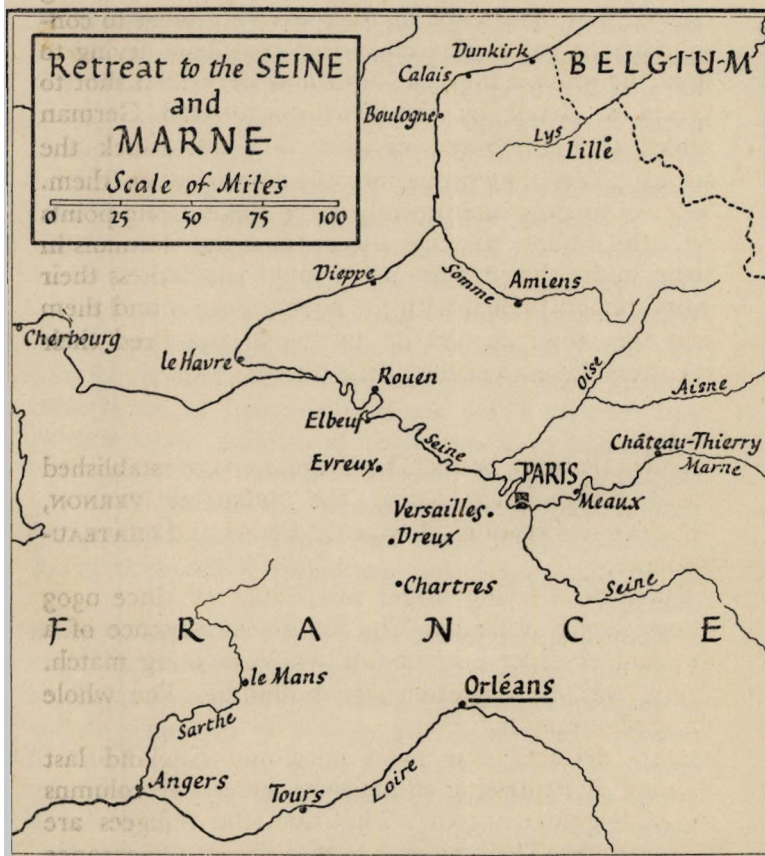 Retreat to the SEINE
and
MARNE
Scale of Miles
0 25 50 75 100
Dunkirk
BELGIUM
Calais
Boulogne
Lys
Lille
Dieppe
Somme
Amiens
Cherbourg
le Havre
Rouen
Oise
Aisne
Elbeuf
Seine
Château-Thierry
Marne
Evreux
PARIS
Meaux
Versailles
Dreux
Chartres
Seine
FRANCE
le Mans
Orléans
Sarthe
Angers
Tours
Loire